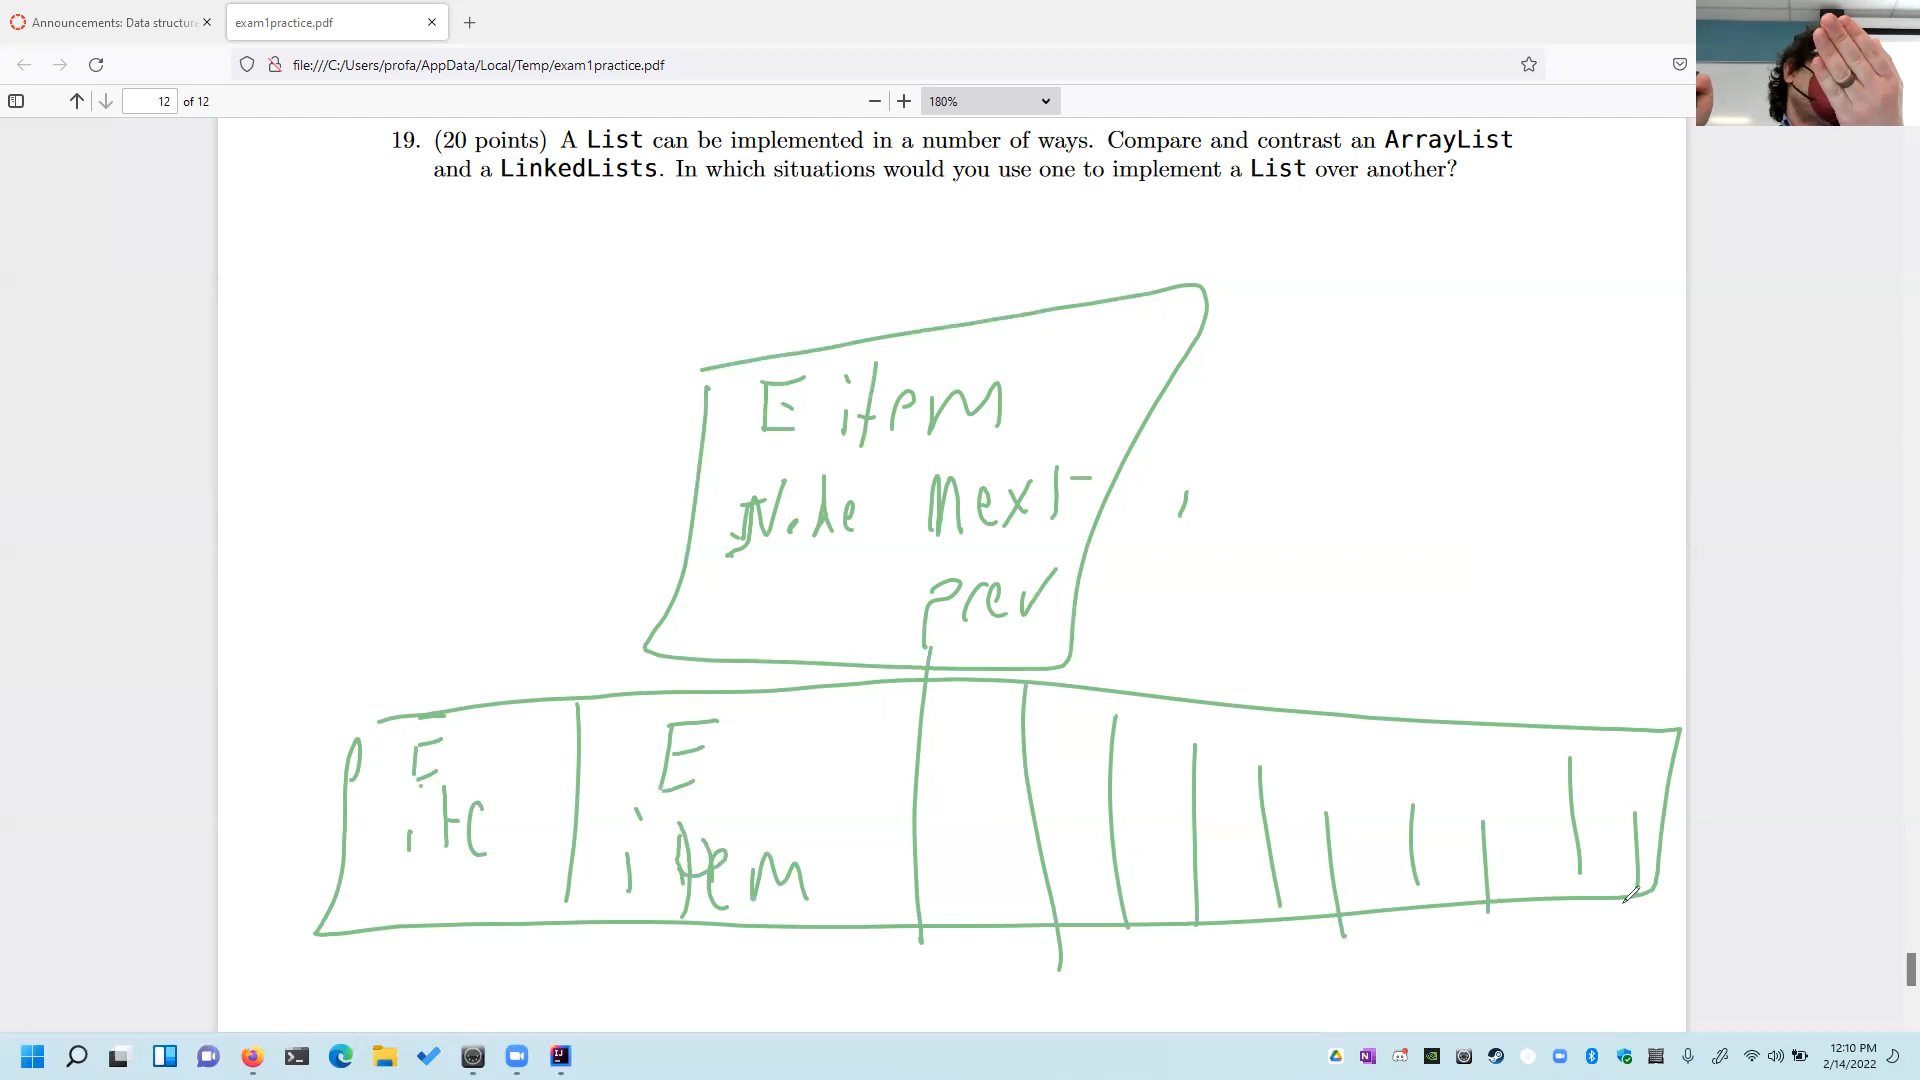 Announcements: Data structure
exam1practice.pdf
file:///C:/Users/profa/AppData/Local/Temp/exam1practice.pdf
12 of 12
180%
19. (20 points) A List can be implemented in a number of ways. Compare and contrast an ArrayList
and a LinkedLists. In which situations would you use one to implement a List over another?
E item
Node Next
prev
E
E
item
12:10 PM
2/14/2022